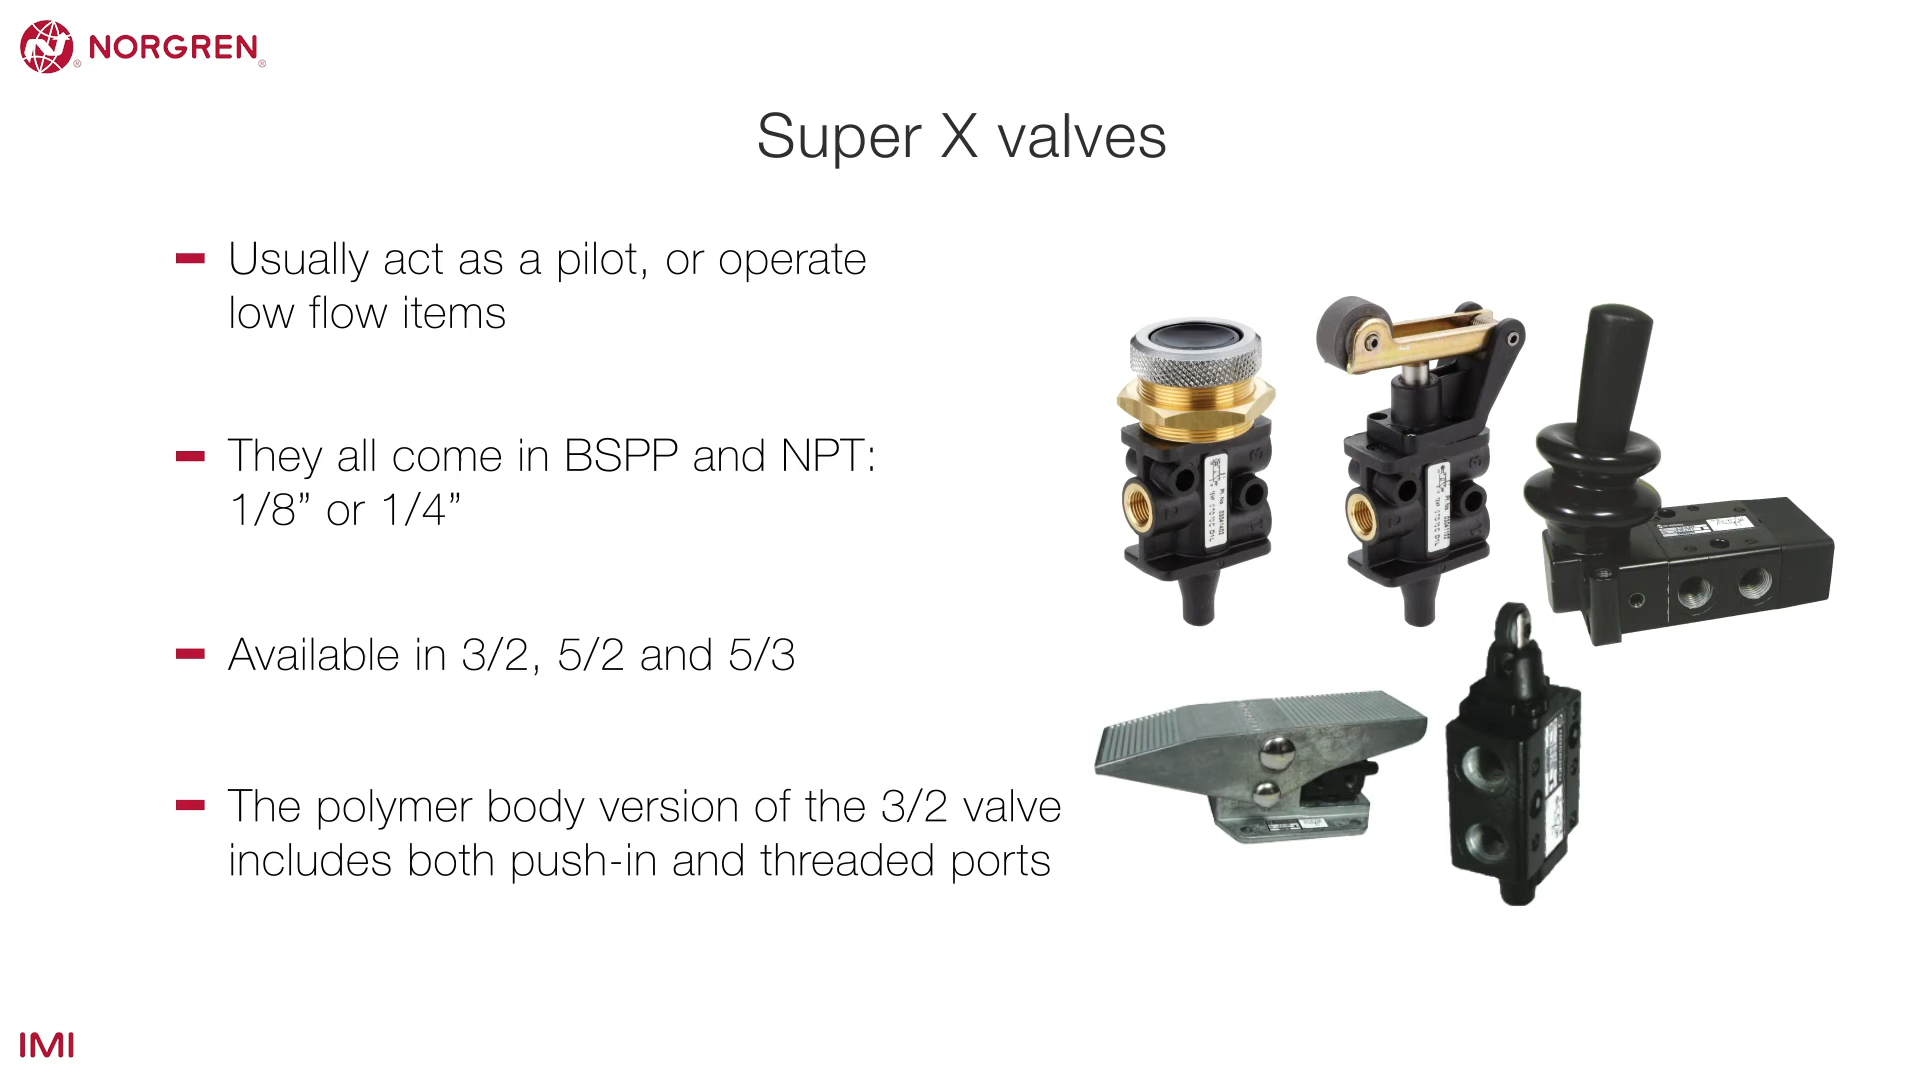 NORGREN
Super X valves
Usually act as a pilot, or operate
low flow items
They all come in BSPP and NPT:
1/8” or 1/4”
Available in 3/2, 5/2 and 5/3
The polymer body version of the 3/2 valve
includes both push-in and threaded ports
IMI